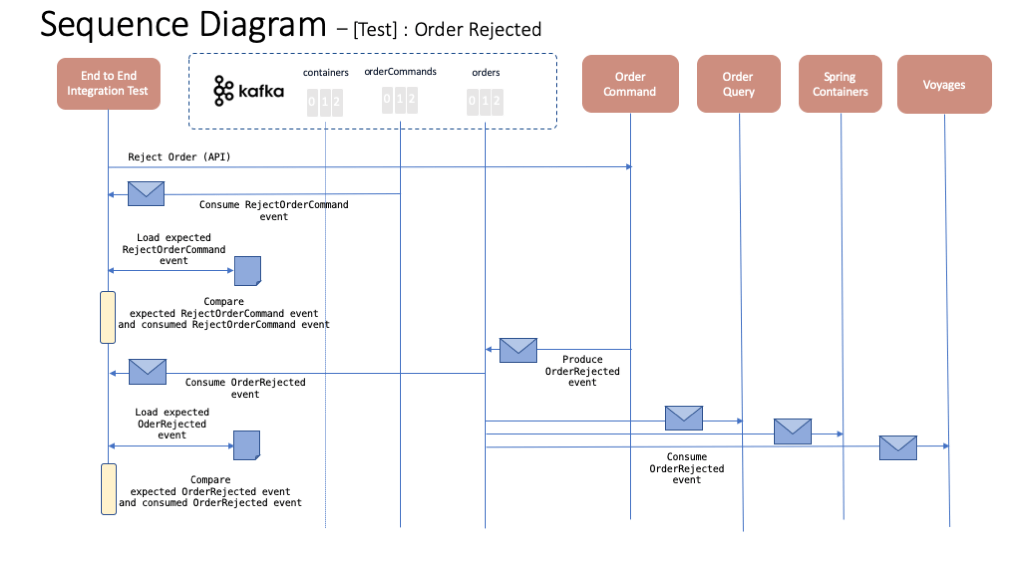 Sequence Diagram – [Test] : Order Rejected
End to End
Integration Test
kafka
containers
0 1 2
orderCommands
0 1 2
orders
0 1 2
Order
Command
Order
Query
Spring
Containers
Voyages
Reject Order (API)
Consume RejectOrderCommand
event
Load expected
RejectOrderCommand
event
Compare
expected RejectOrderCommand event
and consumed RejectOrderCommand event
Produce
OrderRejected
event
Consume OrderRejected
event
Load expected
OderRejected
event
Consume
OrderRejected
event
Compare
expected OrderRejected event
and consumed OrderRejected event